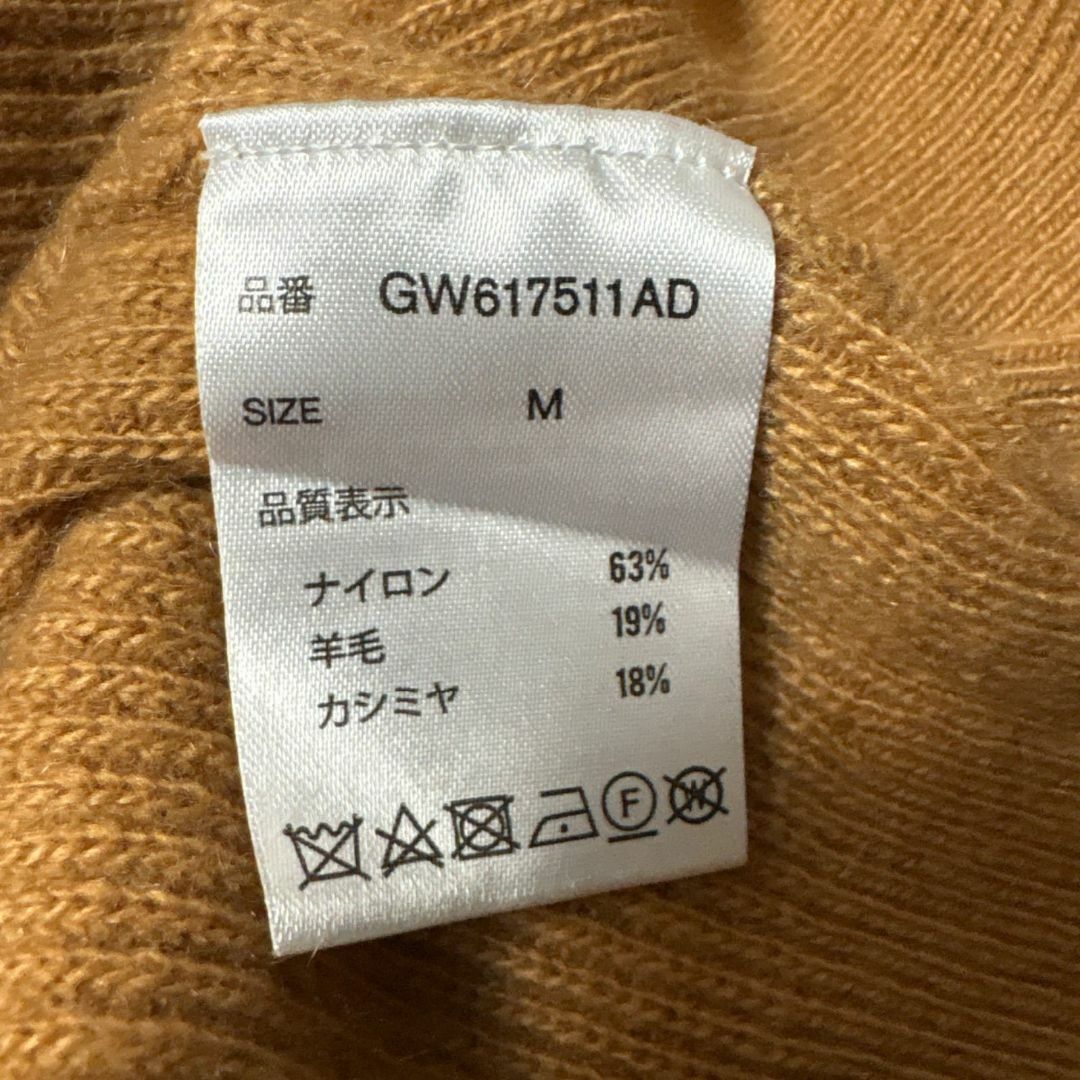 品番 GW617511AD
SIZE M
品質表示
ナイロン 63%
羊毛 19%
カシミヤ 18%
F W